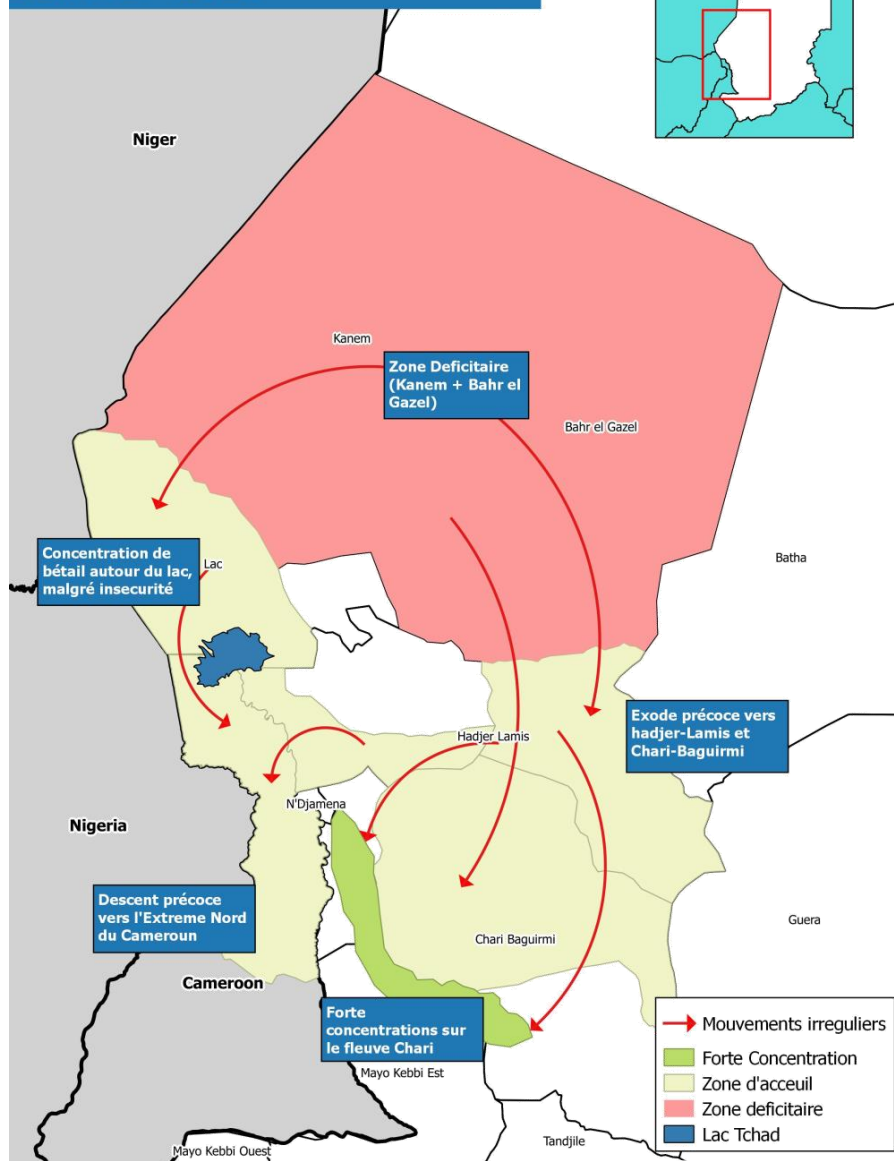 Niger
Kanem
Zone Deficitaire
(Kanem + Bahr el
Gazel)
Bahr el Gazel
Concentration de
bétail autour du lac,
malgré insecurité
Lac
Batha
Exode précoce vers
hadjer-Lamis et
Chari-Baguirmi
Hadjer Lamis
N'Djamena
Nigeria
Descent précoce
vers l'Extreme Nord
du Cameroun
Guera
Chari Baguirmi
Cameroon
Forte
concentrations sur
le fleuve Chari
Mayo Kebbi Est
Mayo Kebbi Ouest
Tandjile
Mouvements irreguliers
Forte Concentration
Zone d'acceuil
Zone deficitaire
Lac Tchad